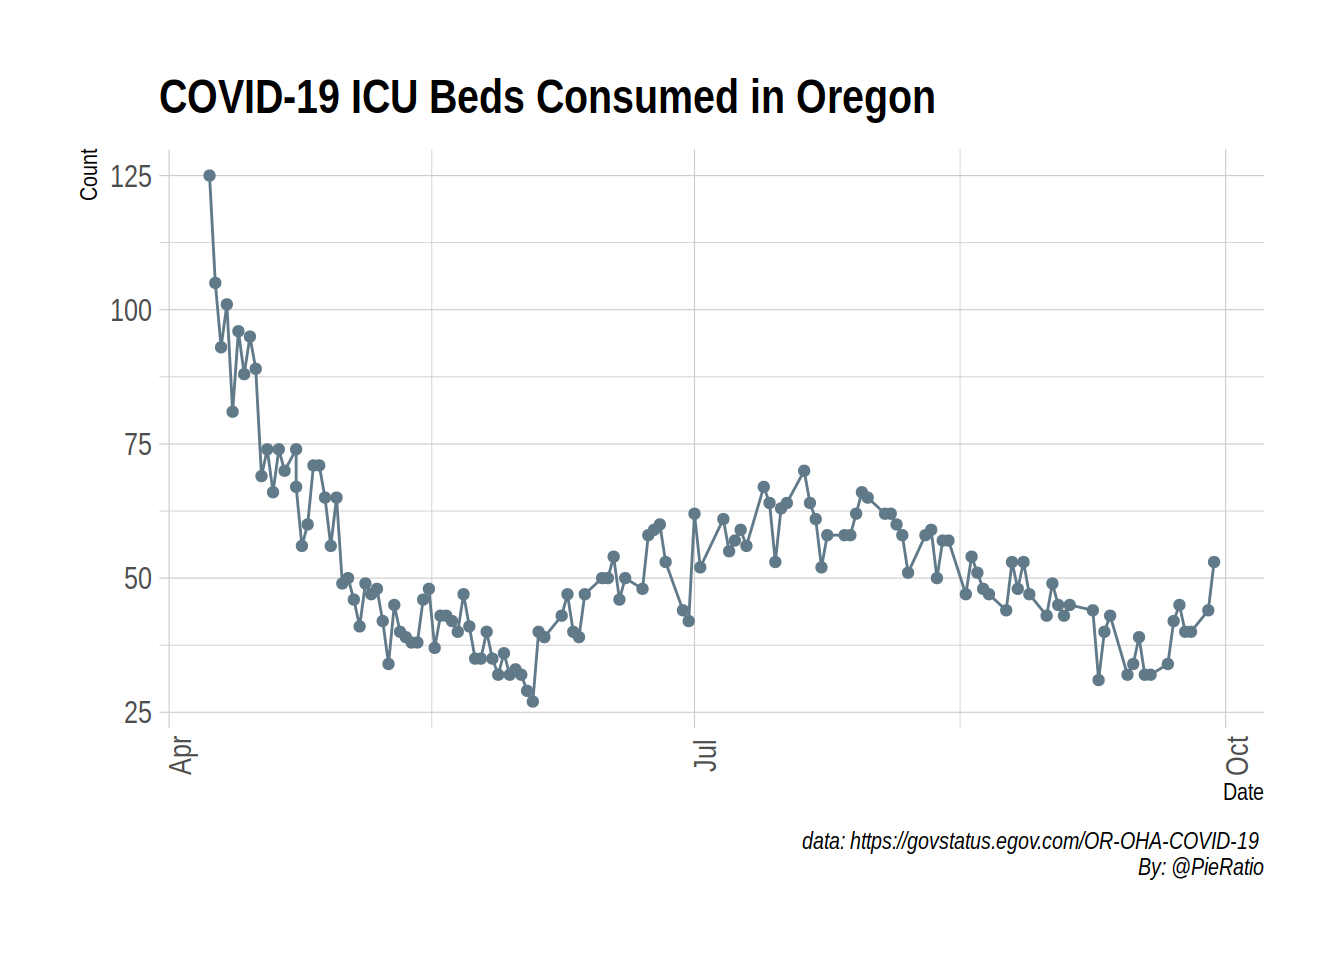 COVID-19 ICU Beds Consumed in Oregon
Count
125
100
75
50
25
Apr
Jul
Oct
Date
data: https://govstatus.egov.com/OR-OHA-COVID-19
By: @PieRatio